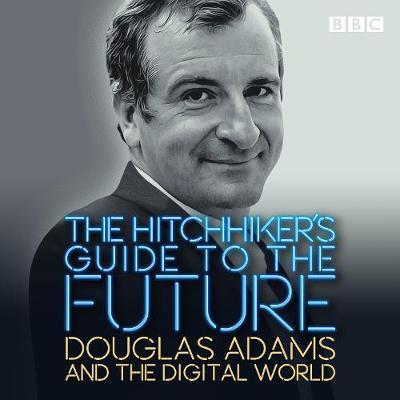 BBC
THE HITCHHIKER'S
GUIDE TO THE
FUTURE
DOUGLAS ADAMS
AND THE DIGITAL WORLD